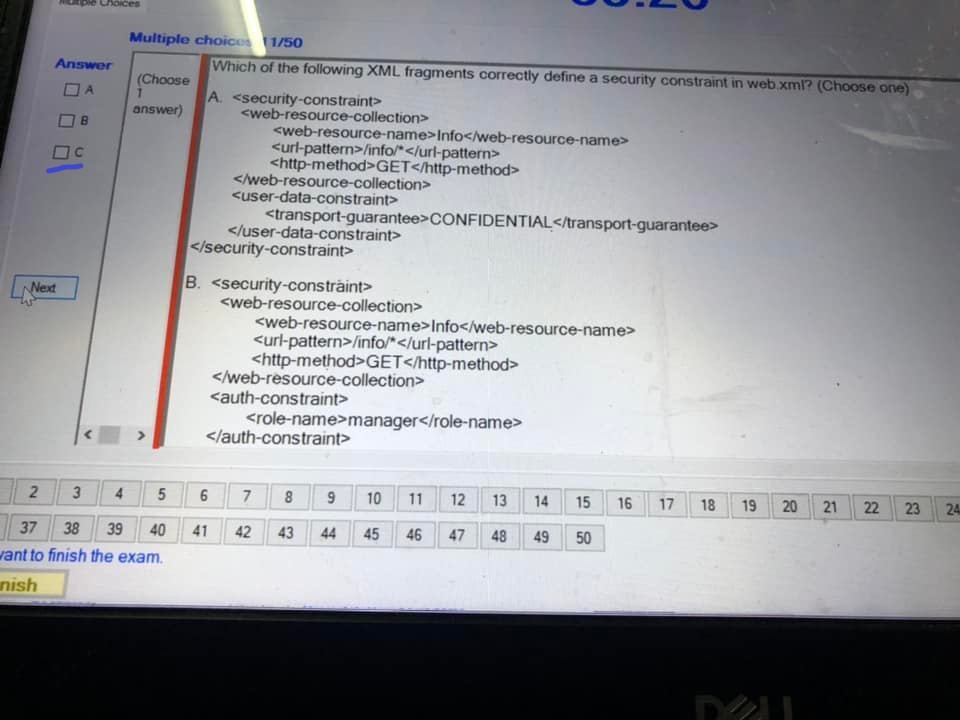 Multiple Choices
Multiple choices 11/50
Answer
A
B
C
(Choose
1
answer)
Next
Which of the following XML fragments correctly define a security constraint in web.xml? (Choose one)
A. <security-constraint>
<web-resource-collection>
<web-resource-name>Info</web-resource-name>
<url-pattern>/info/*</url-pattern>
<http-method>GET</http-method>
</web-resource-collection>
<user-data-constraint>
<transport-guarantee>CONFIDENTIAL</transport-guarantee>
</user-data-constraint>
</security-constraint>
B. <security-constraint>
<web-resource-collection>
<web-resource-name>Info</web-resource-name>
<url-pattern>/info/*</url-pattern>
<http-method>GET</http-method>
</web-resource-collection>
<auth-constraint>
<role-name>manager</role-name>
</auth-constraint>
2 3 4 5 6 7 8 9 10 11 12 13 14 15 16 17 18 19 20 21 22 23 24
37 38 39 40 41 42 43 44 45 46 47 48 49 50
want to finish the exam.
nish
DELL